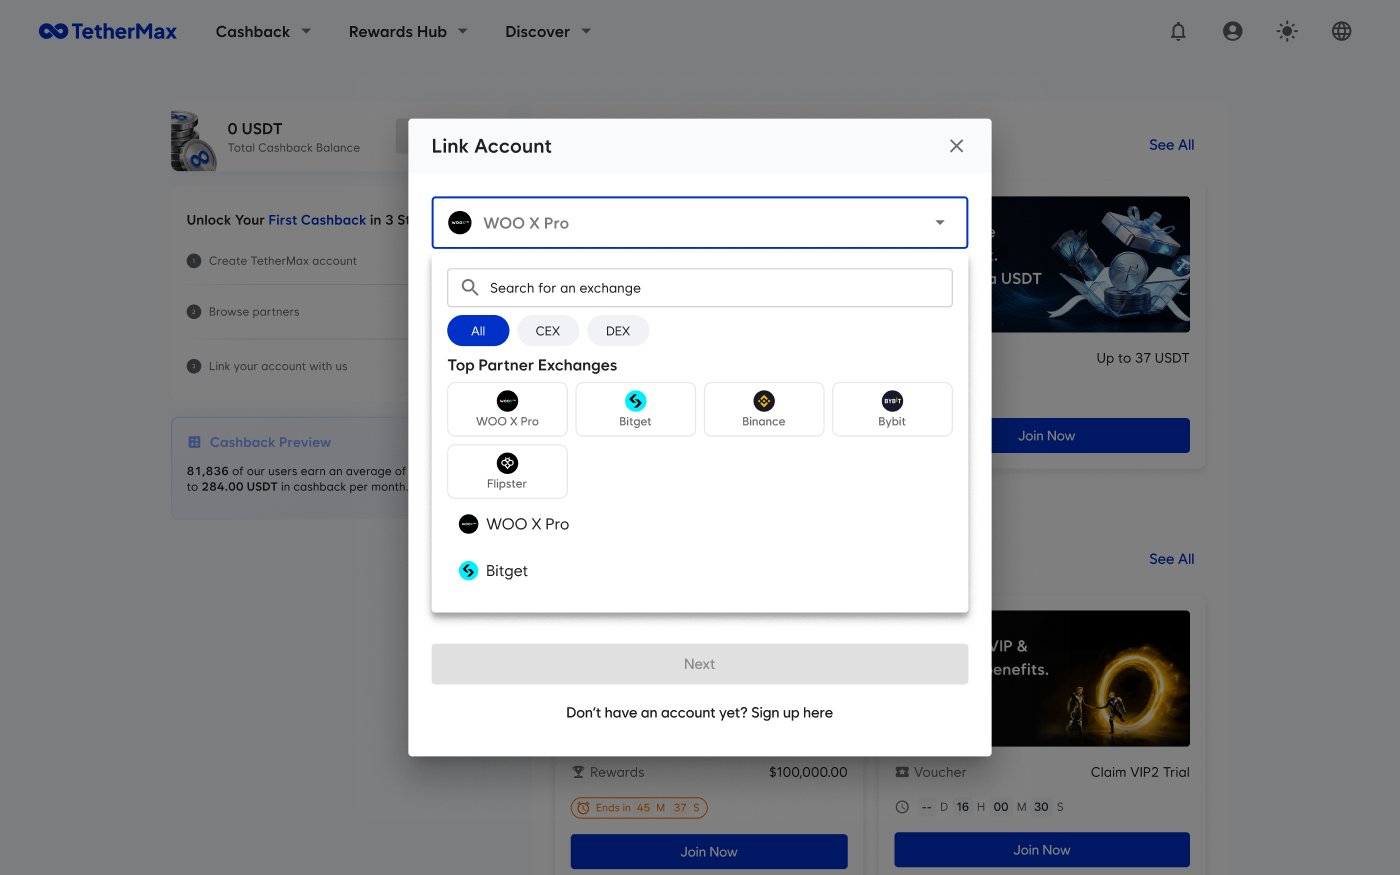 TetherMax
Cashback
Rewards Hub
Discover
0 USDT
Total Cashback Balance
Unlock Your First Cashback in 3 St
1 Create TetherMax account
2 Browse partners
3 Link your account with us
Cashback Preview
81,836 of our users earn an average of
to 284.00 USDT in cashback per month.
Link Account
WOO X Pro
Search for an exchange
All
CEX
DEX
Top Partner Exchanges
WOO X Pro
Bitget
BYBIT
Binance
Bybit
Flipster
WOO X Pro
Bitget
Next
Don't have an account yet? Sign up here
See All
USDT
Up to 37 USDT
Join Now
See All
VIP &
enefits.
Rewards
$100,000.00
Ends in 45 M 37 S
Join Now
Voucher
Claim VIP2 Trial
-- D 16 H 00 M 30 S
Join Now